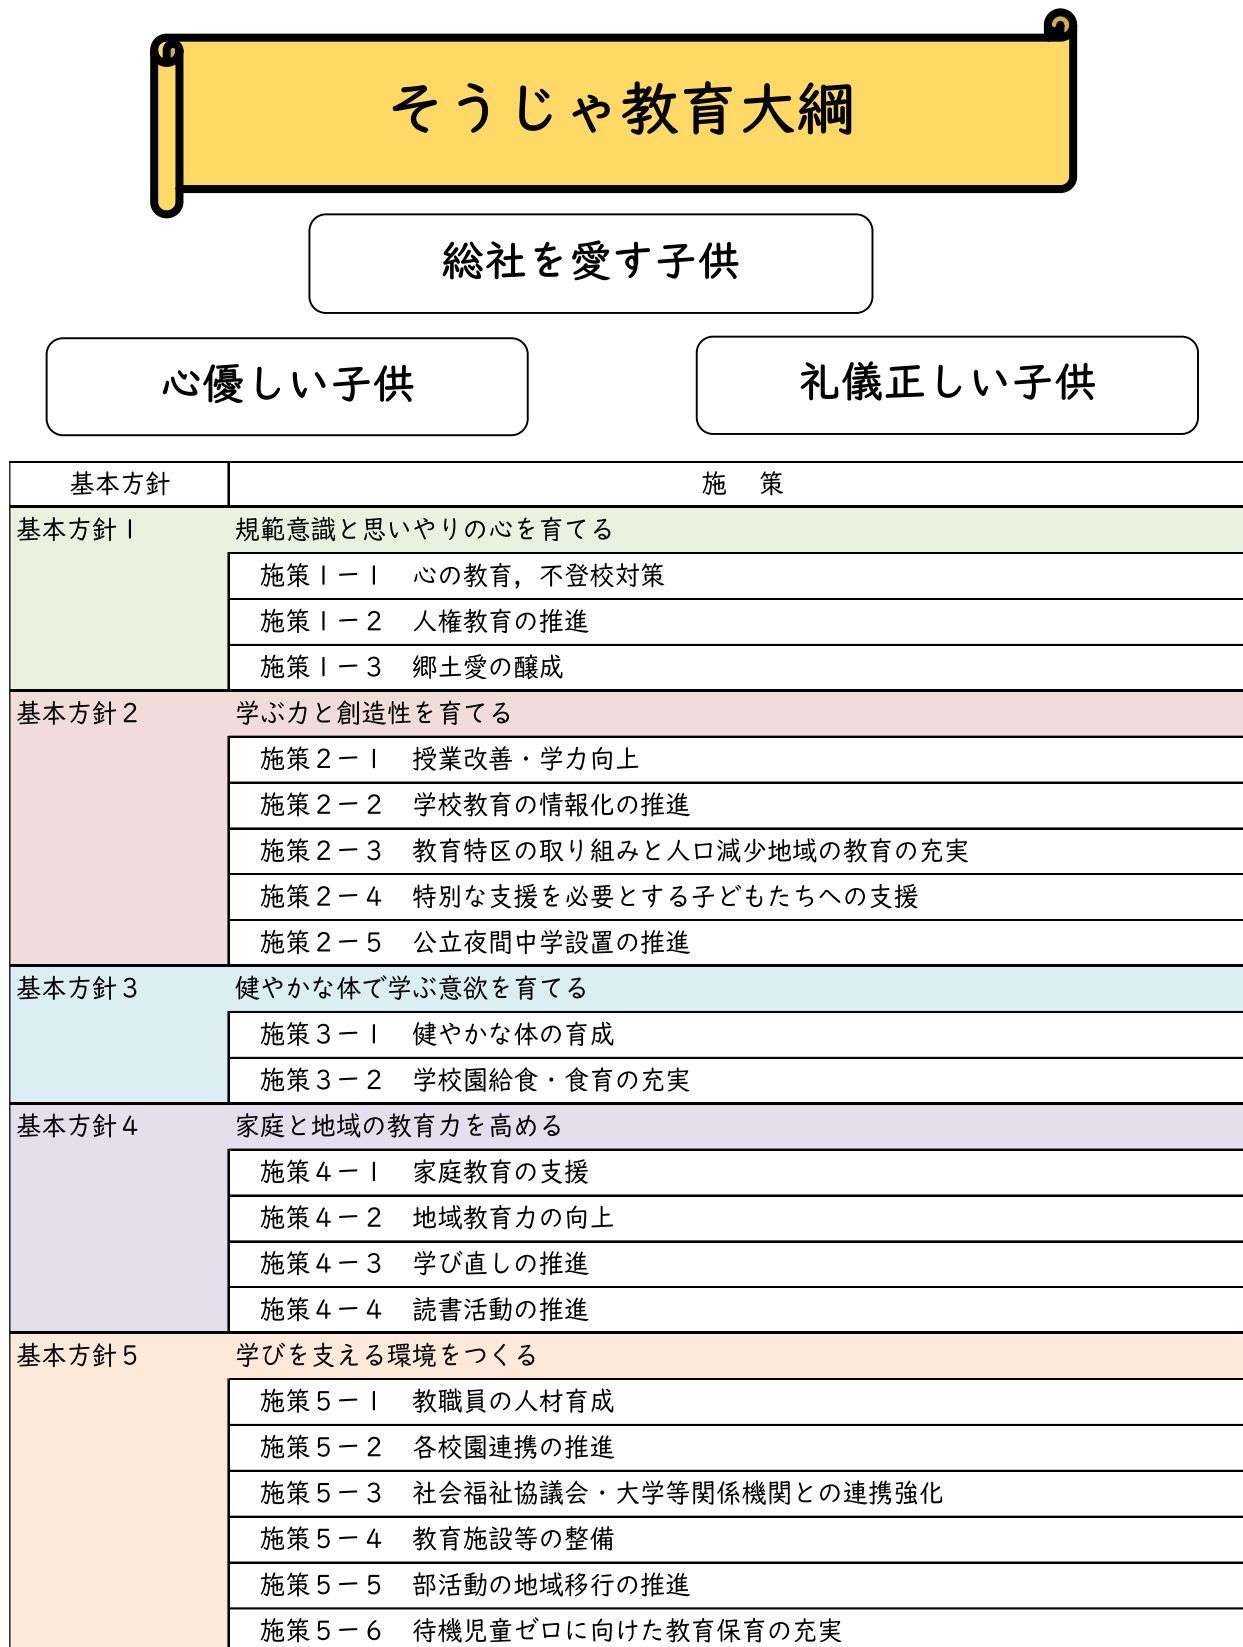 そうじゃ教育大綱
総社を愛す子供
心優しい子供
礼儀正しい子供
基本方針　施　策
基本方針１　規範意識と思いやりの心を育てる
施策１－１　心の教育，不登校対策
施策１－２　人権教育の推進
施策１－３　郷土愛の醸成
基本方針２　学ぶ力と創造性を育てる
施策２－１　授業改善・学力向上
施策２－２　学校教育の情報化の推進
施策２－３　教育特区の取り組みと人口減少地域の教育の充実
施策２－４　特別な支援を必要とする子どもたちへの支援
施策２－５　公立夜間中学設置の推進
基本方針３　健やかな体で学ぶ意欲を育てる
施策３－１　健やかな体の育成
施策３－２　学校園給食・食育の充実
基本方針４　家庭と地域の教育力を高める
施策４－１　家庭教育の支援
施策４－２　地域教育力の向上
施策４－３　学び直しの推進
施策４－４　読書活動の推進
基本方針５　学びを支える環境をつくる
施策５－１　教職員の人材育成
施策５－２　各校園連携の推進
施策５－３　社会福祉協議会・大学等関係機関との連携強化
施策５－４　教育施設等の整備
施策５－５　部活動の地域移行の推進
施策５－６　待機児童ゼロに向けた教育保育の充実